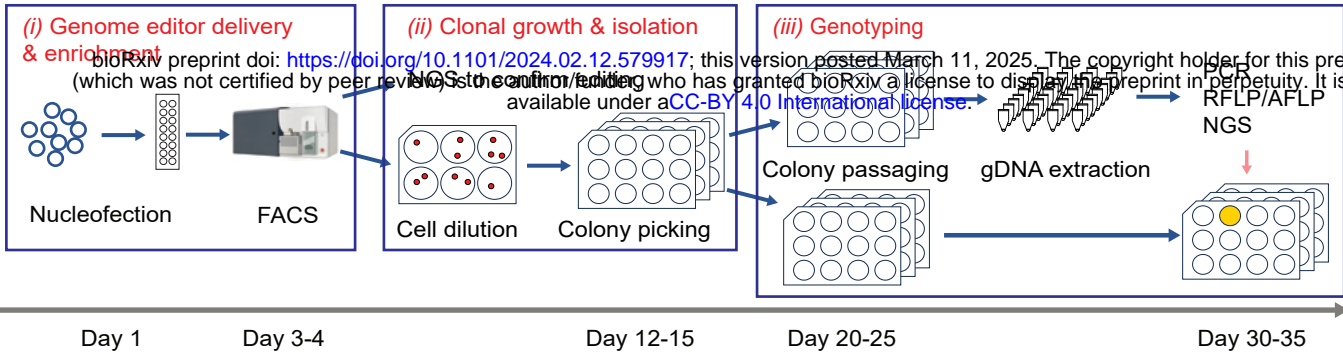 (i) Genome editor delivery
& enrichment
(ii) Clonal growth & isolation
(iii) Genotyping
bioRxiv preprint doi: https://doi.org/10.1101/2024.02.12.579917; this version posted March 11, 2025. The copyright holder for this pre
(which was not certified by peer review) is the author/funder, who has granted bioRxiv a license to display the preprint in perpetuity. It is
available under aCC-BY 4.0 International license.
NGS to confirm editing
PCR
RFLP/AFLP
NGS
Nucleofection
FACS
Cell dilution
Colony picking
Colony passaging
gDNA extraction
Day 1
Day 3-4
Day 12-15
Day 20-25
Day 30-35